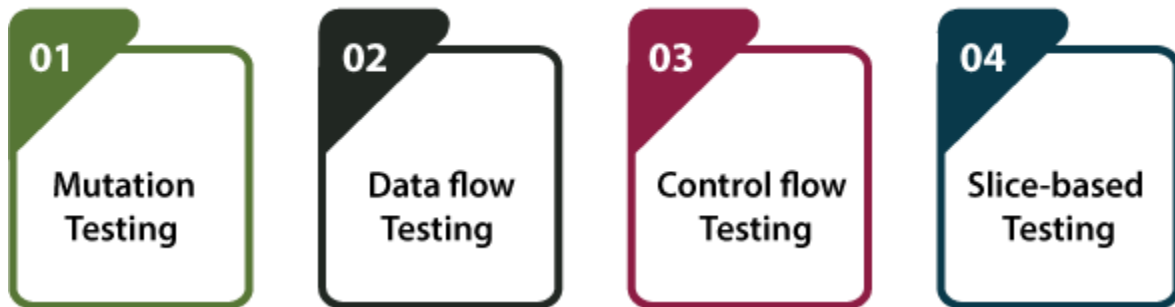 01
Mutation
Testing
02
Data flow
Testing
03
Control flow
Testing
04
Slice-based
Testing